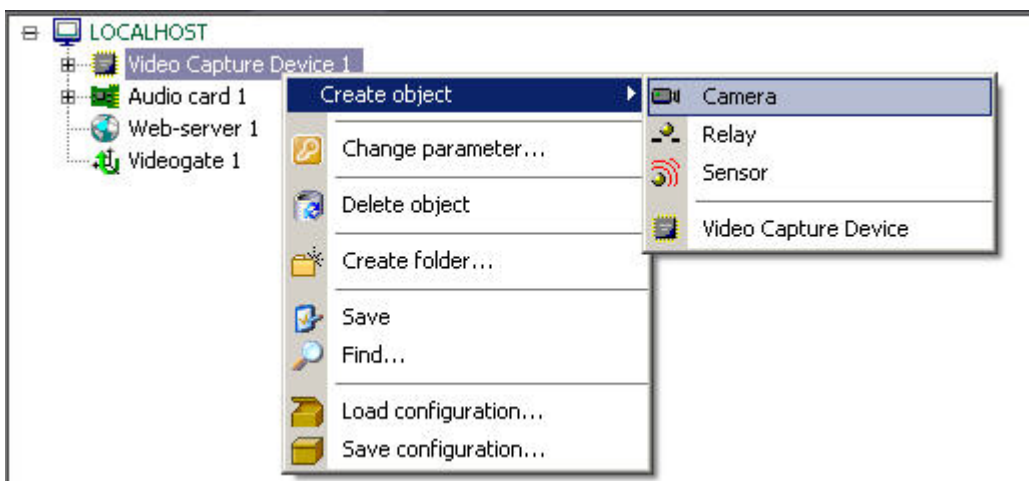 LOCALHOST
Video Capture Device 1
Audio card 1
Web-server 1
Videogate 1
Create object
Change parameter...
Delete object
Create folder...
Save
Find...
Load configuration...
Save configuration...
Camera
Relay
Sensor
Video Capture Device